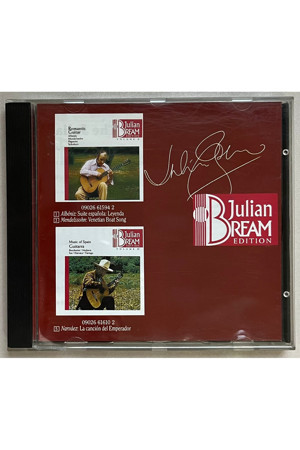 Julian
BREAM
Romantic
Guitar
09026 61594 2
1 Albéniz: Suite española: Leyenda
2 Mendelssohn: Venetian Boat Song
Julian
BREAM
EDITION
Julian
BREAM
Music of Spain
09026 61610 2
3 Narváez: La canción del Emperador